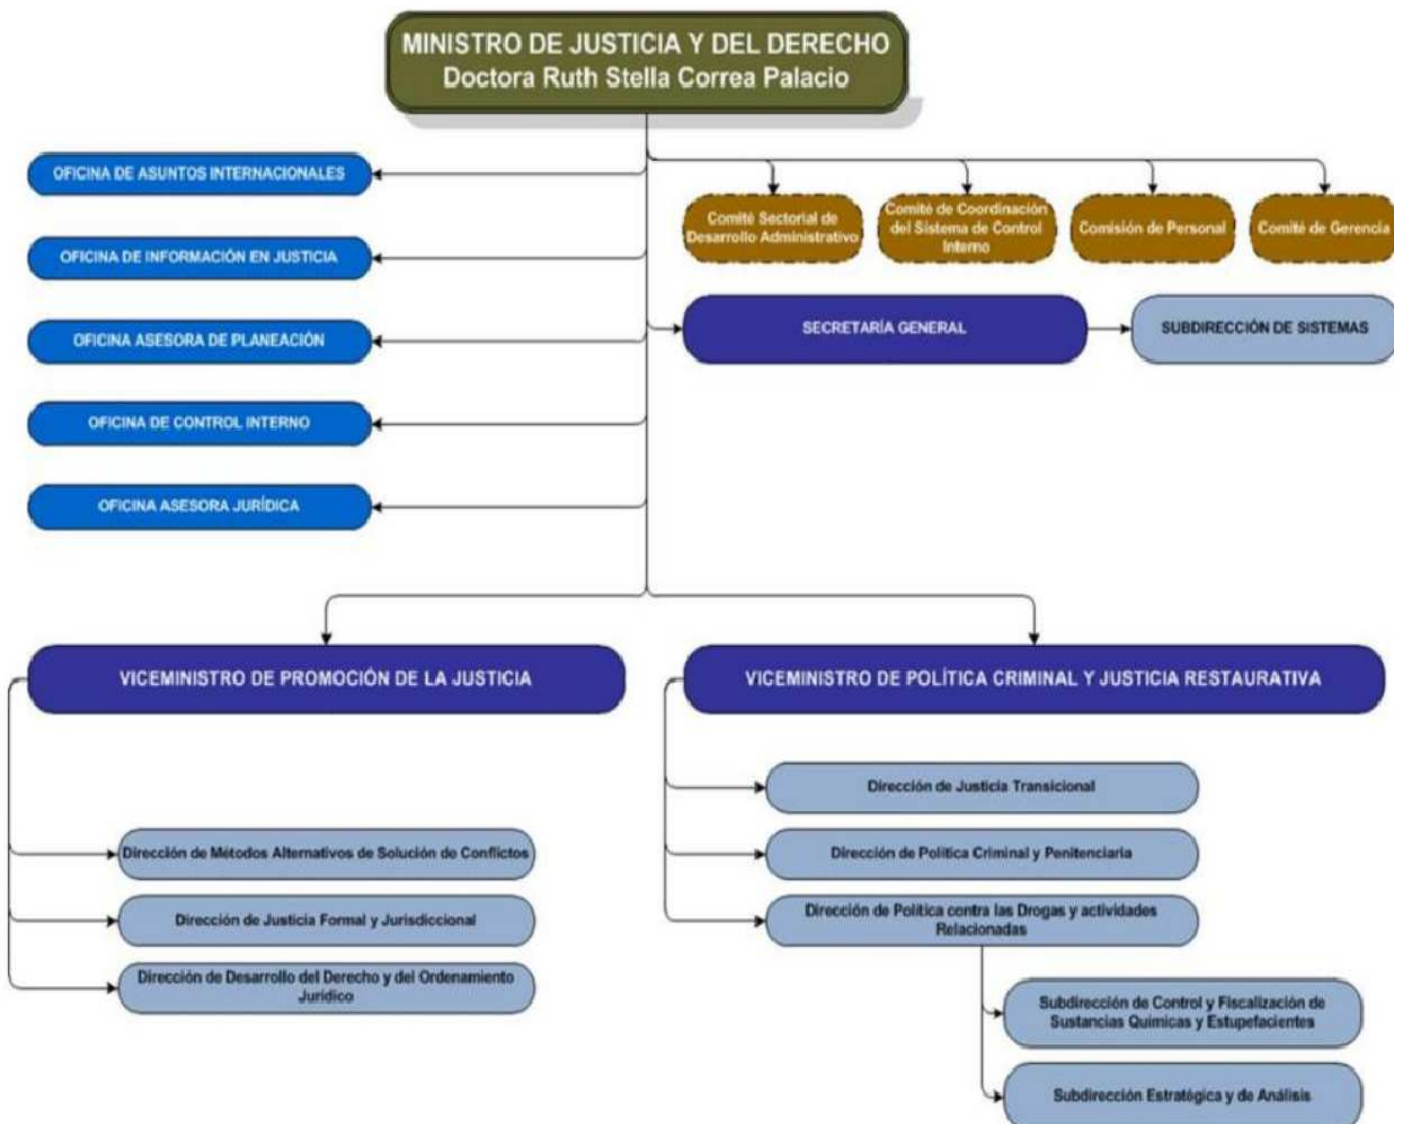 MINISTRO DE JUSTICIA Y DEL DERECHO
Doctora Ruth Stella Correa Palacio
OFICINA DE ASUNTOS INTERNACIONALES
OFICINA DE INFORMACIÓN EN JUSTICIA
OFICINA ASESORA DE PLANEACIÓN
OFICINA DE CONTROL INTERNO
OFICINA ASESORA JURÍDICA
Comité Sectorial de
Desarrollo Administrativo
Comité de Coordinación
del Sistema de Control
Interno
Comisión de Personal
Comité de Gerencia
SECRETARÍA GENERAL
SUBDIRECCIÓN DE SISTEMAS
VICEMINISTRO DE PROMOCIÓN DE LA JUSTICIA
Dirección de Métodos Alternativos de Solución de Conflictos
Dirección de Justicia Formal y Jurisdiccional
Dirección de Desarrollo del Derecho y del Ordenamiento
Jurídico
VICEMINISTRO DE POLÍTICA CRIMINAL Y JUSTICIA RESTAURATIVA
Dirección de Justicia Transicional
Dirección de Política Criminal y Penitenciaria
Dirección de Política contra las Drogas y actividades
Relacionadas
Subdirección de Control y Fiscalización de
Sustancias Químicas y Estupefacientes
Subdirección Estratégica y de Análisis